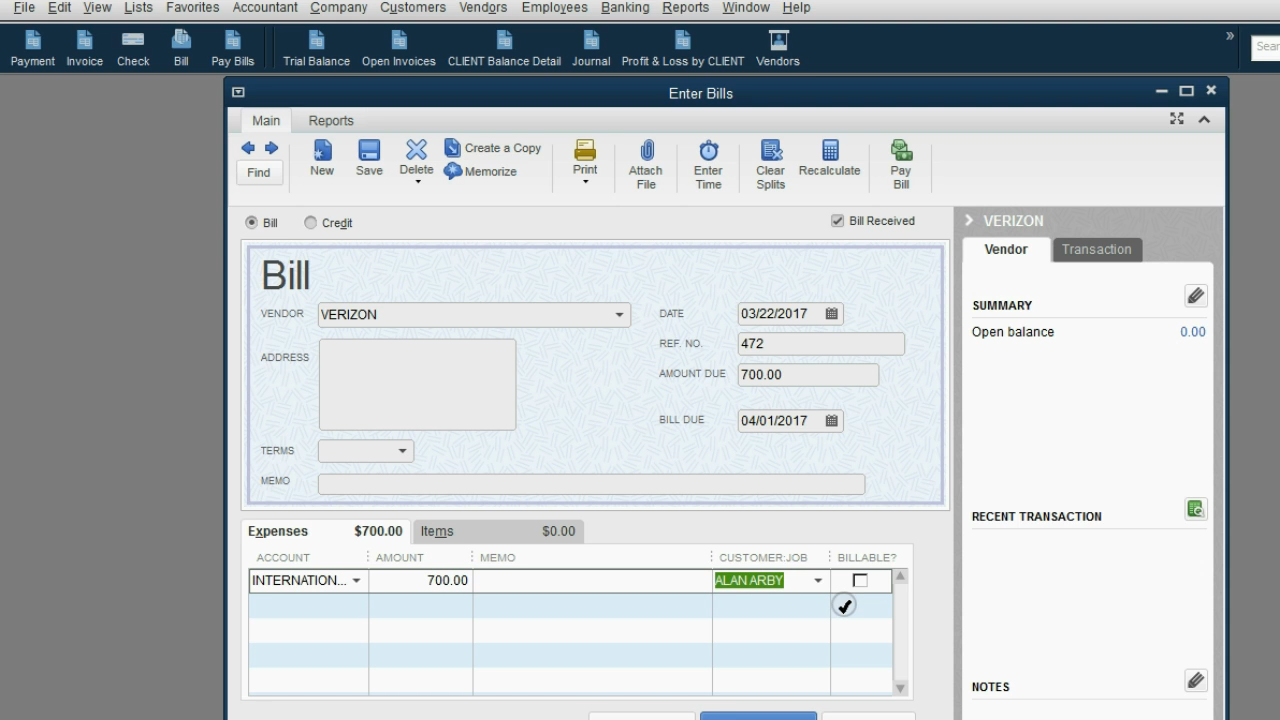 File Edit View Lists Favorites Accountant Company Customers Vendors Employees Banking Reports Window Help
Payment Invoice Check Bill Pay Bills Trial Balance Open Invoices CLIENT Balance Detail Journal Profit & Loss by CLIENT Vendors
»
Sear
Enter Bills
Main Reports
Find New Save Delete Create a Copy
Memorize
Print Attach File Enter Time Clear Splits Recalculate Pay Bill
Bill Credit Bill Received
VERIZON
Vendor Transaction
Bill
VENDOR VERIZON
DATE 03/22/2017
REF. NO. 472
ADDRESS
AMOUNT DUE 700.00
BILL DUE 04/01/2017
TERMS
MEMO
SUMMARY
Open balance 0.00
RECENT TRANSACTION
NOTES
Expenses $700.00 Items $0.00
ACCOUNT AMOUNT MEMO CUSTOMER:JOB BILLABLE?
INTERNATION... 700.00 ALAN ARBY